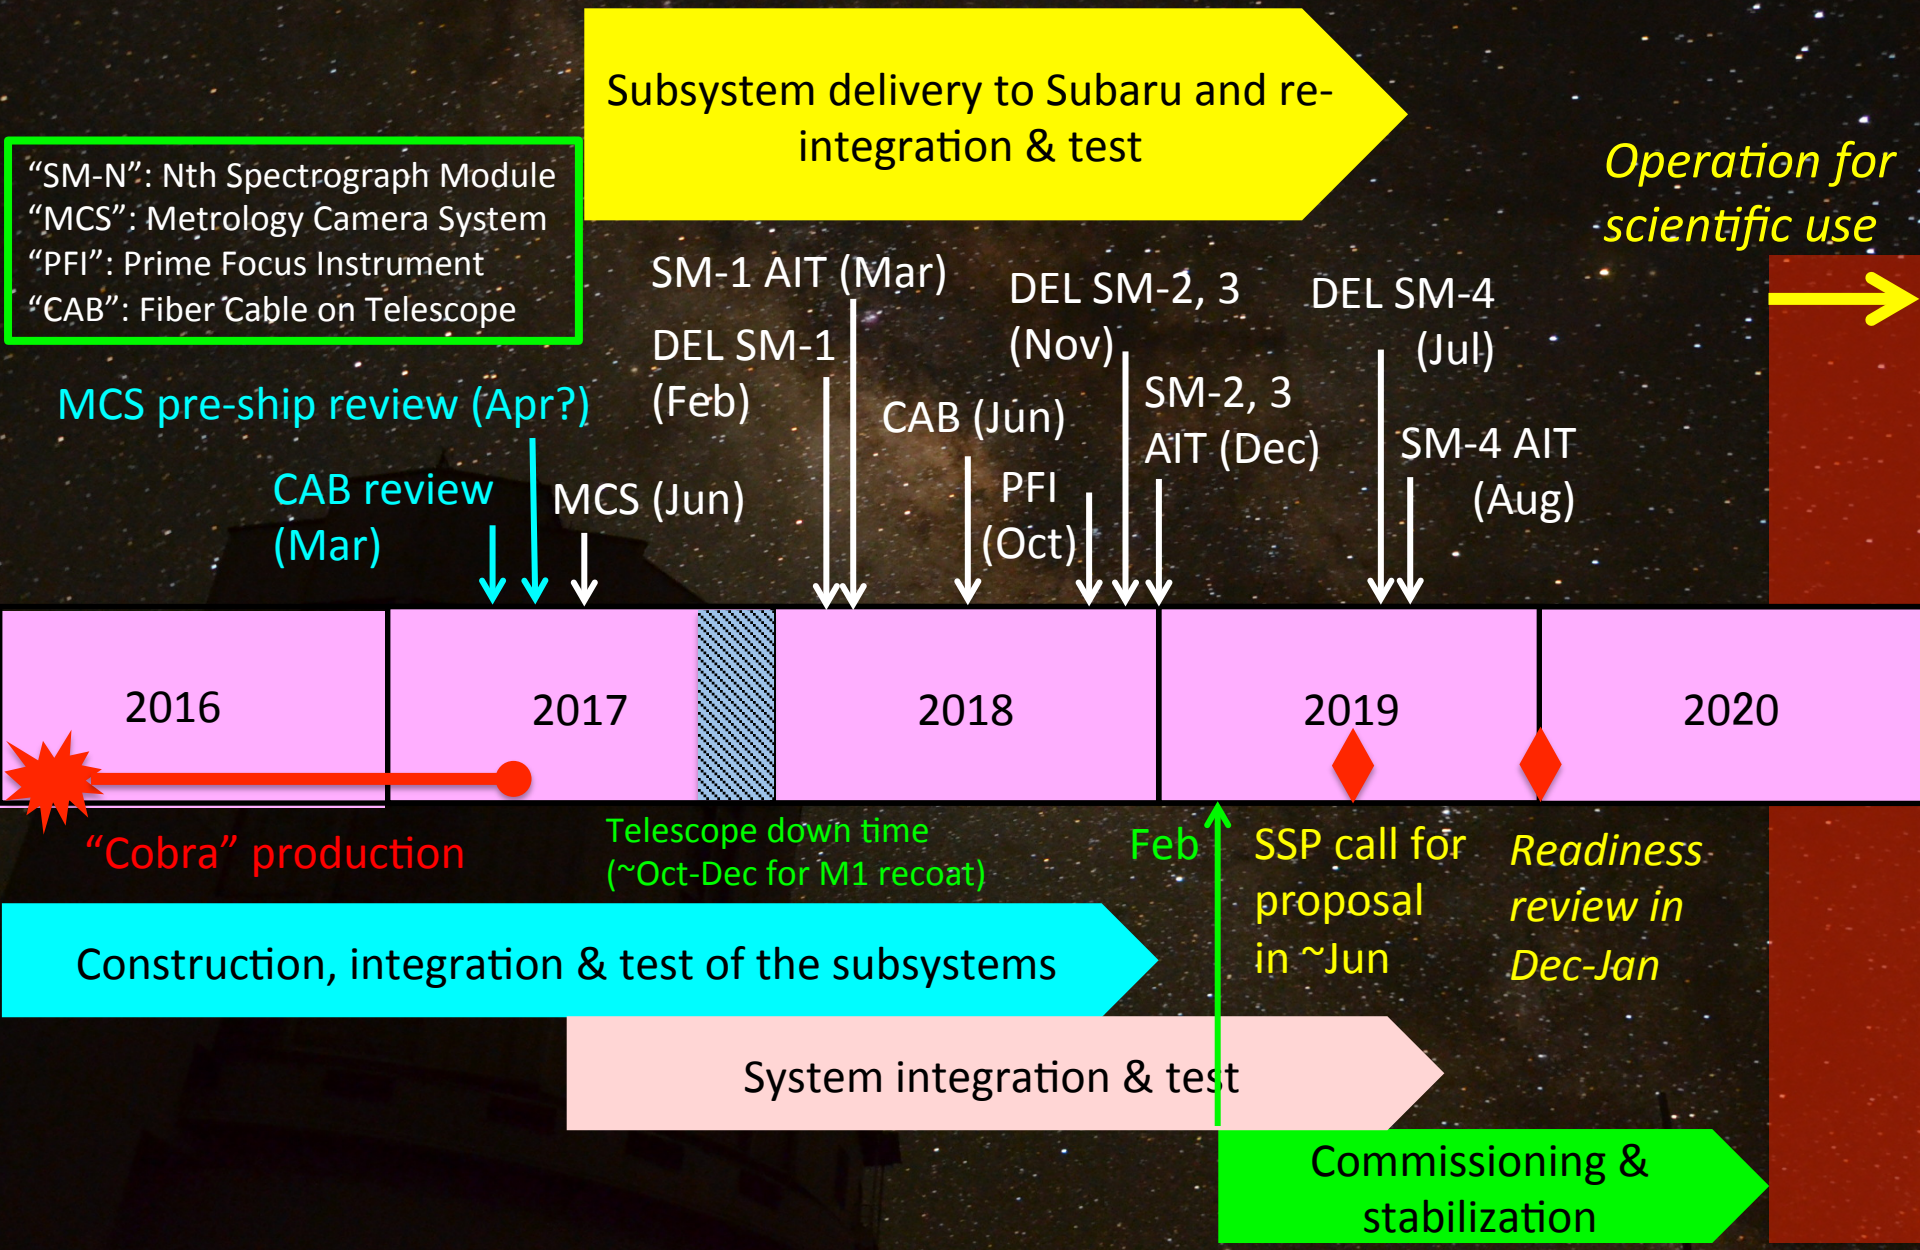 Subsystem delivery to Subaru and re-
integration & test
“SM-N”: Nth Spectrograph Module
“MCS”: Metrology Camera System
“PFI”: Prime Focus Instrument
“CAB”: Fiber Cable on Telescope
Operation for
scientific use
SM-1 AIT (Mar)
DEL SM-1
(Feb)
DEL SM-2, 3
(Nov)
DEL SM-4
(Jul)
MCS pre-ship review (Apr?)
CAB (Jun)
SM-2, 3
AIT (Dec)
SM-4 AIT
(Aug)
CAB review
(Mar)
MCS (Jun)
PFI
(Oct)
2016
2017
2018
2019
2020
“Cobra” production
Telescope down time
(~Oct-Dec for M1 recoat)
Feb
SSP call for
proposal
in ~Jun
Readiness
review in
Dec-Jan
Construction, integration & test of the subsystems
System integration & test
Commissioning &
stabilization